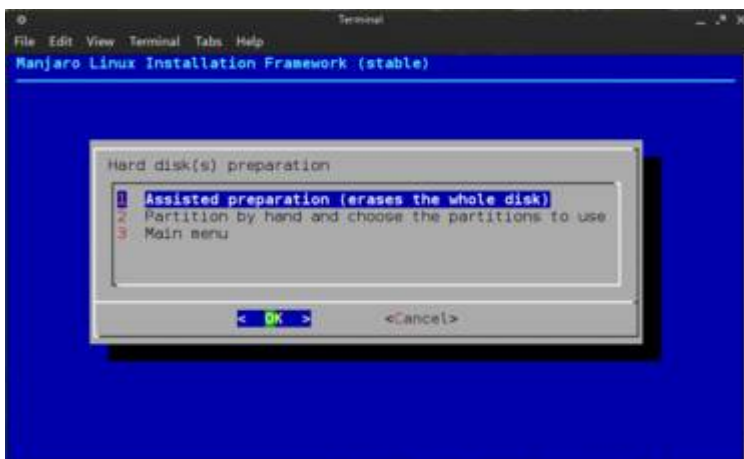 Terminal
File Edit View Terminal Tabs Help
Manjaro Linux Installation Framework (stable)
Hard disk(s) preparation
1 Assisted preparation (erases the whole disk)
2 Partition by hand and choose the partitions to use
3 Main menu
< OK > <Cancel>